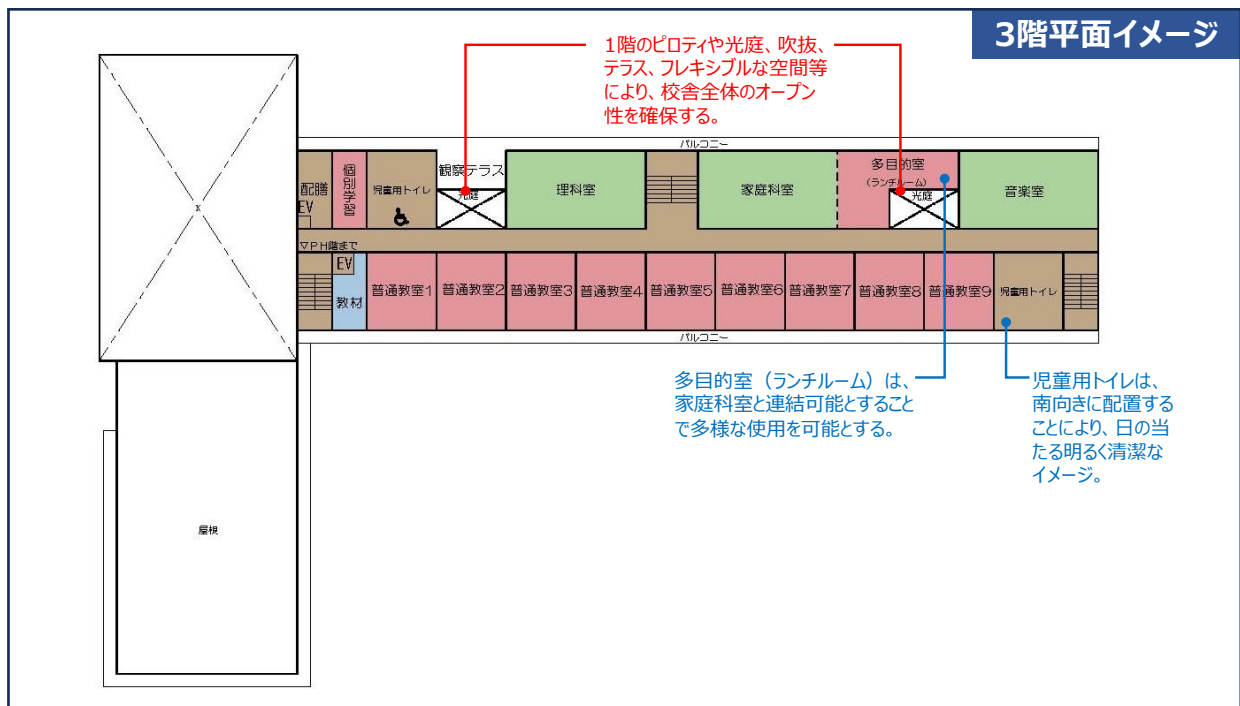 3階平面イメージ
1階のピロティや光庭、吹抜、
テラス、フレキシブルな空間等
により、校舎全体のオープン
性を確保する。
バルコニー
配膳
EV
個別学習
児童用トイレ
観察テラス
光庭
理科室
家庭科室
多目的室
(ランチルーム)
光庭
音楽室
▽PH階まで
EV
教材
普通教室1
普通教室2
普通教室3
普通教室4
普通教室5
普通教室6
普通教室7
普通教室8
普通教室9
児童用トイレ
バルコニー
x
多目的室（ランチルーム）は、
家庭科室と連結可能とすること
で多様な使用を可能とする。
児童用トイレは、
南向きに配置する
ことにより、日の当
たる明るく清潔な
イメージ。
屋根